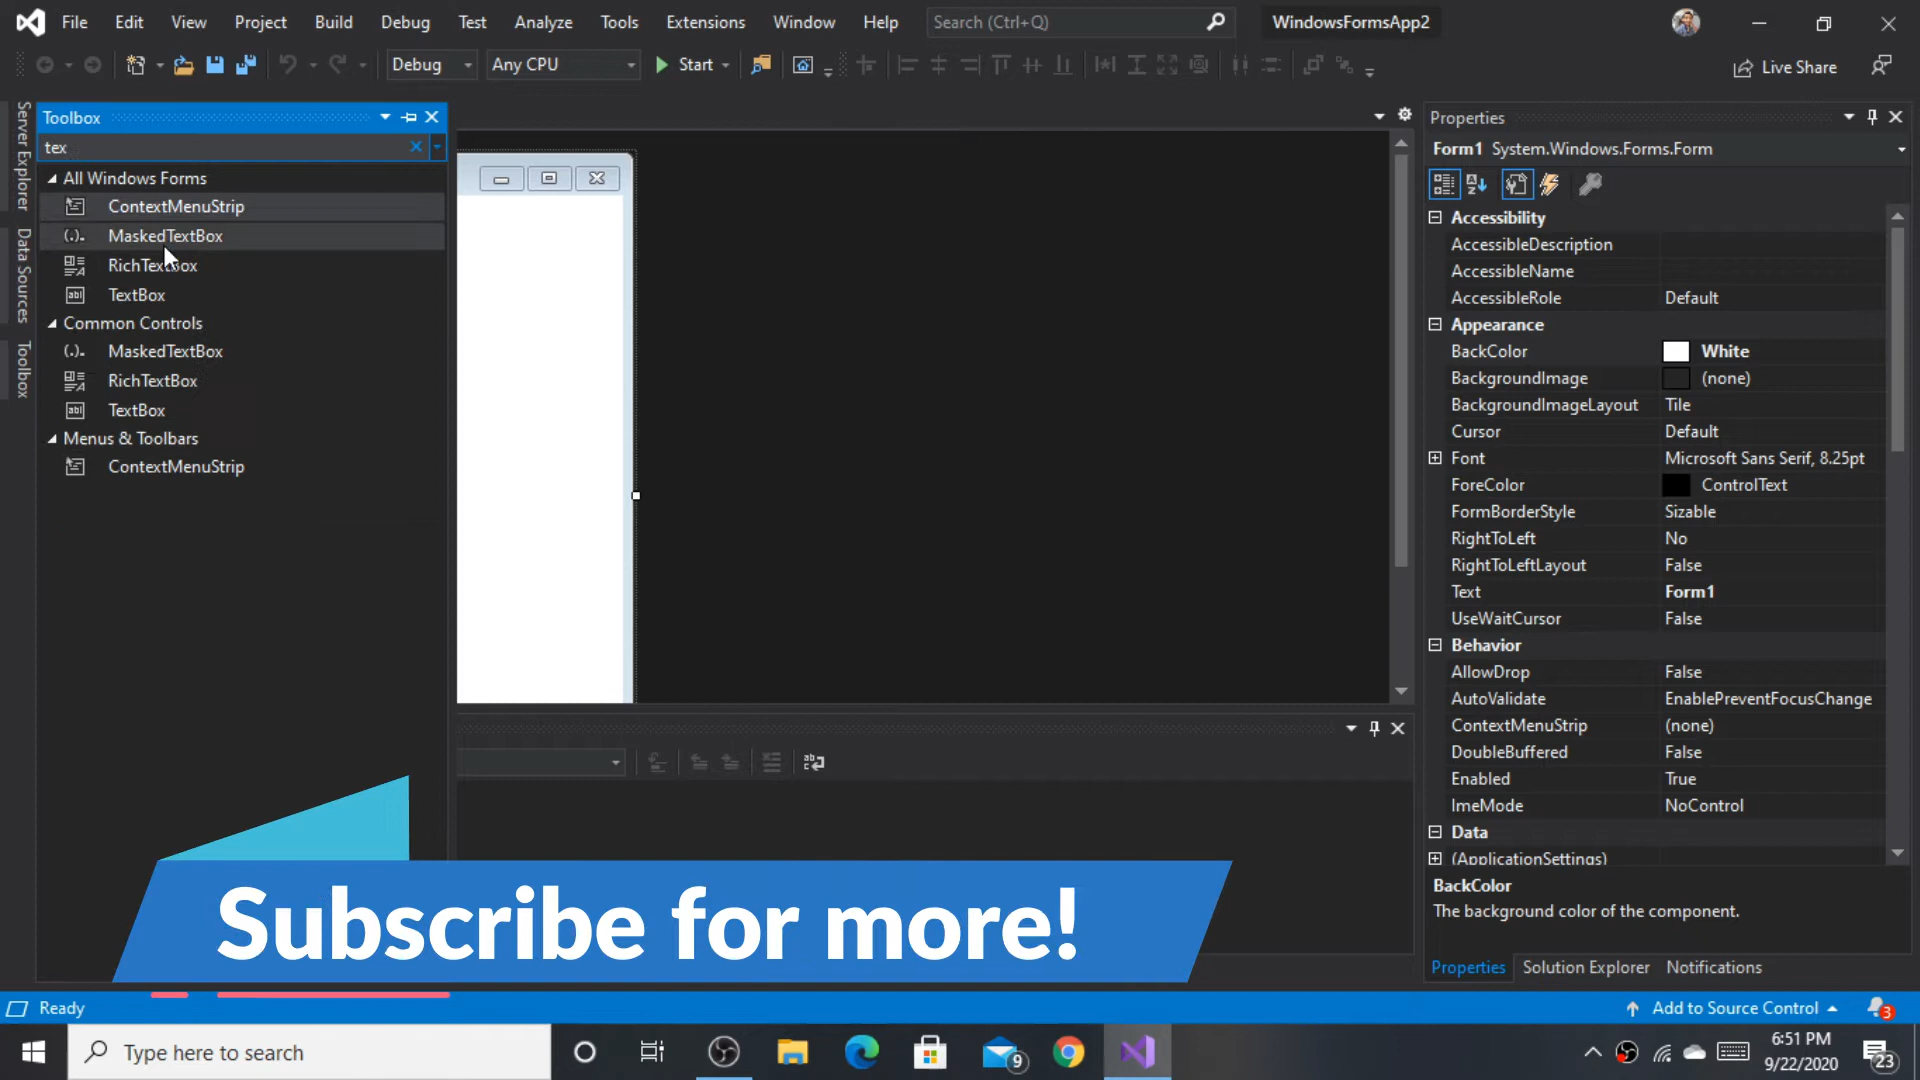 File Edit View Project Build Debug Test Analyze Tools Extensions Window Help Search (Ctrl+Q) WindowsFormsApp2
Debug Any CPU Start Live Share
Server Explorer
Data Sources
Toolbox
Toolbox
tex
All Windows Forms
ContextMenuStrip
MaskedTextBox
RichTextBox
TextBox
Common Controls
MaskedTextBox
RichTextBox
TextBox
Menus & Toolbars
ContextMenuStrip
Properties
Form1 System.Windows.Forms.Form
Accessibility
AccessibleDescription
AccessibleName
AccessibleRole Default
Appearance
BackColor White
BackgroundImage (none)
BackgroundImageLayout Tile
Cursor Default
Font Microsoft Sans Serif, 8.25pt
ForeColor ControlText
FormBorderStyle Sizable
RightToLeft No
RightToLeftLayout False
Text Form1
UseWaitCursor False
Behavior
AllowDrop False
AutoValidate EnablePreventFocusChange
ContextMenuStrip (none)
DoubleBuffered False
Enabled True
ImeMode NoControl
Data
(ApplicationSettings)
BackColor
The background color of the component.
Properties Solution Explorer Notifications
Subscribe for more!
Ready Add to Source Control 3
Type here to search 9
6:51 PM
9/22/2020
23